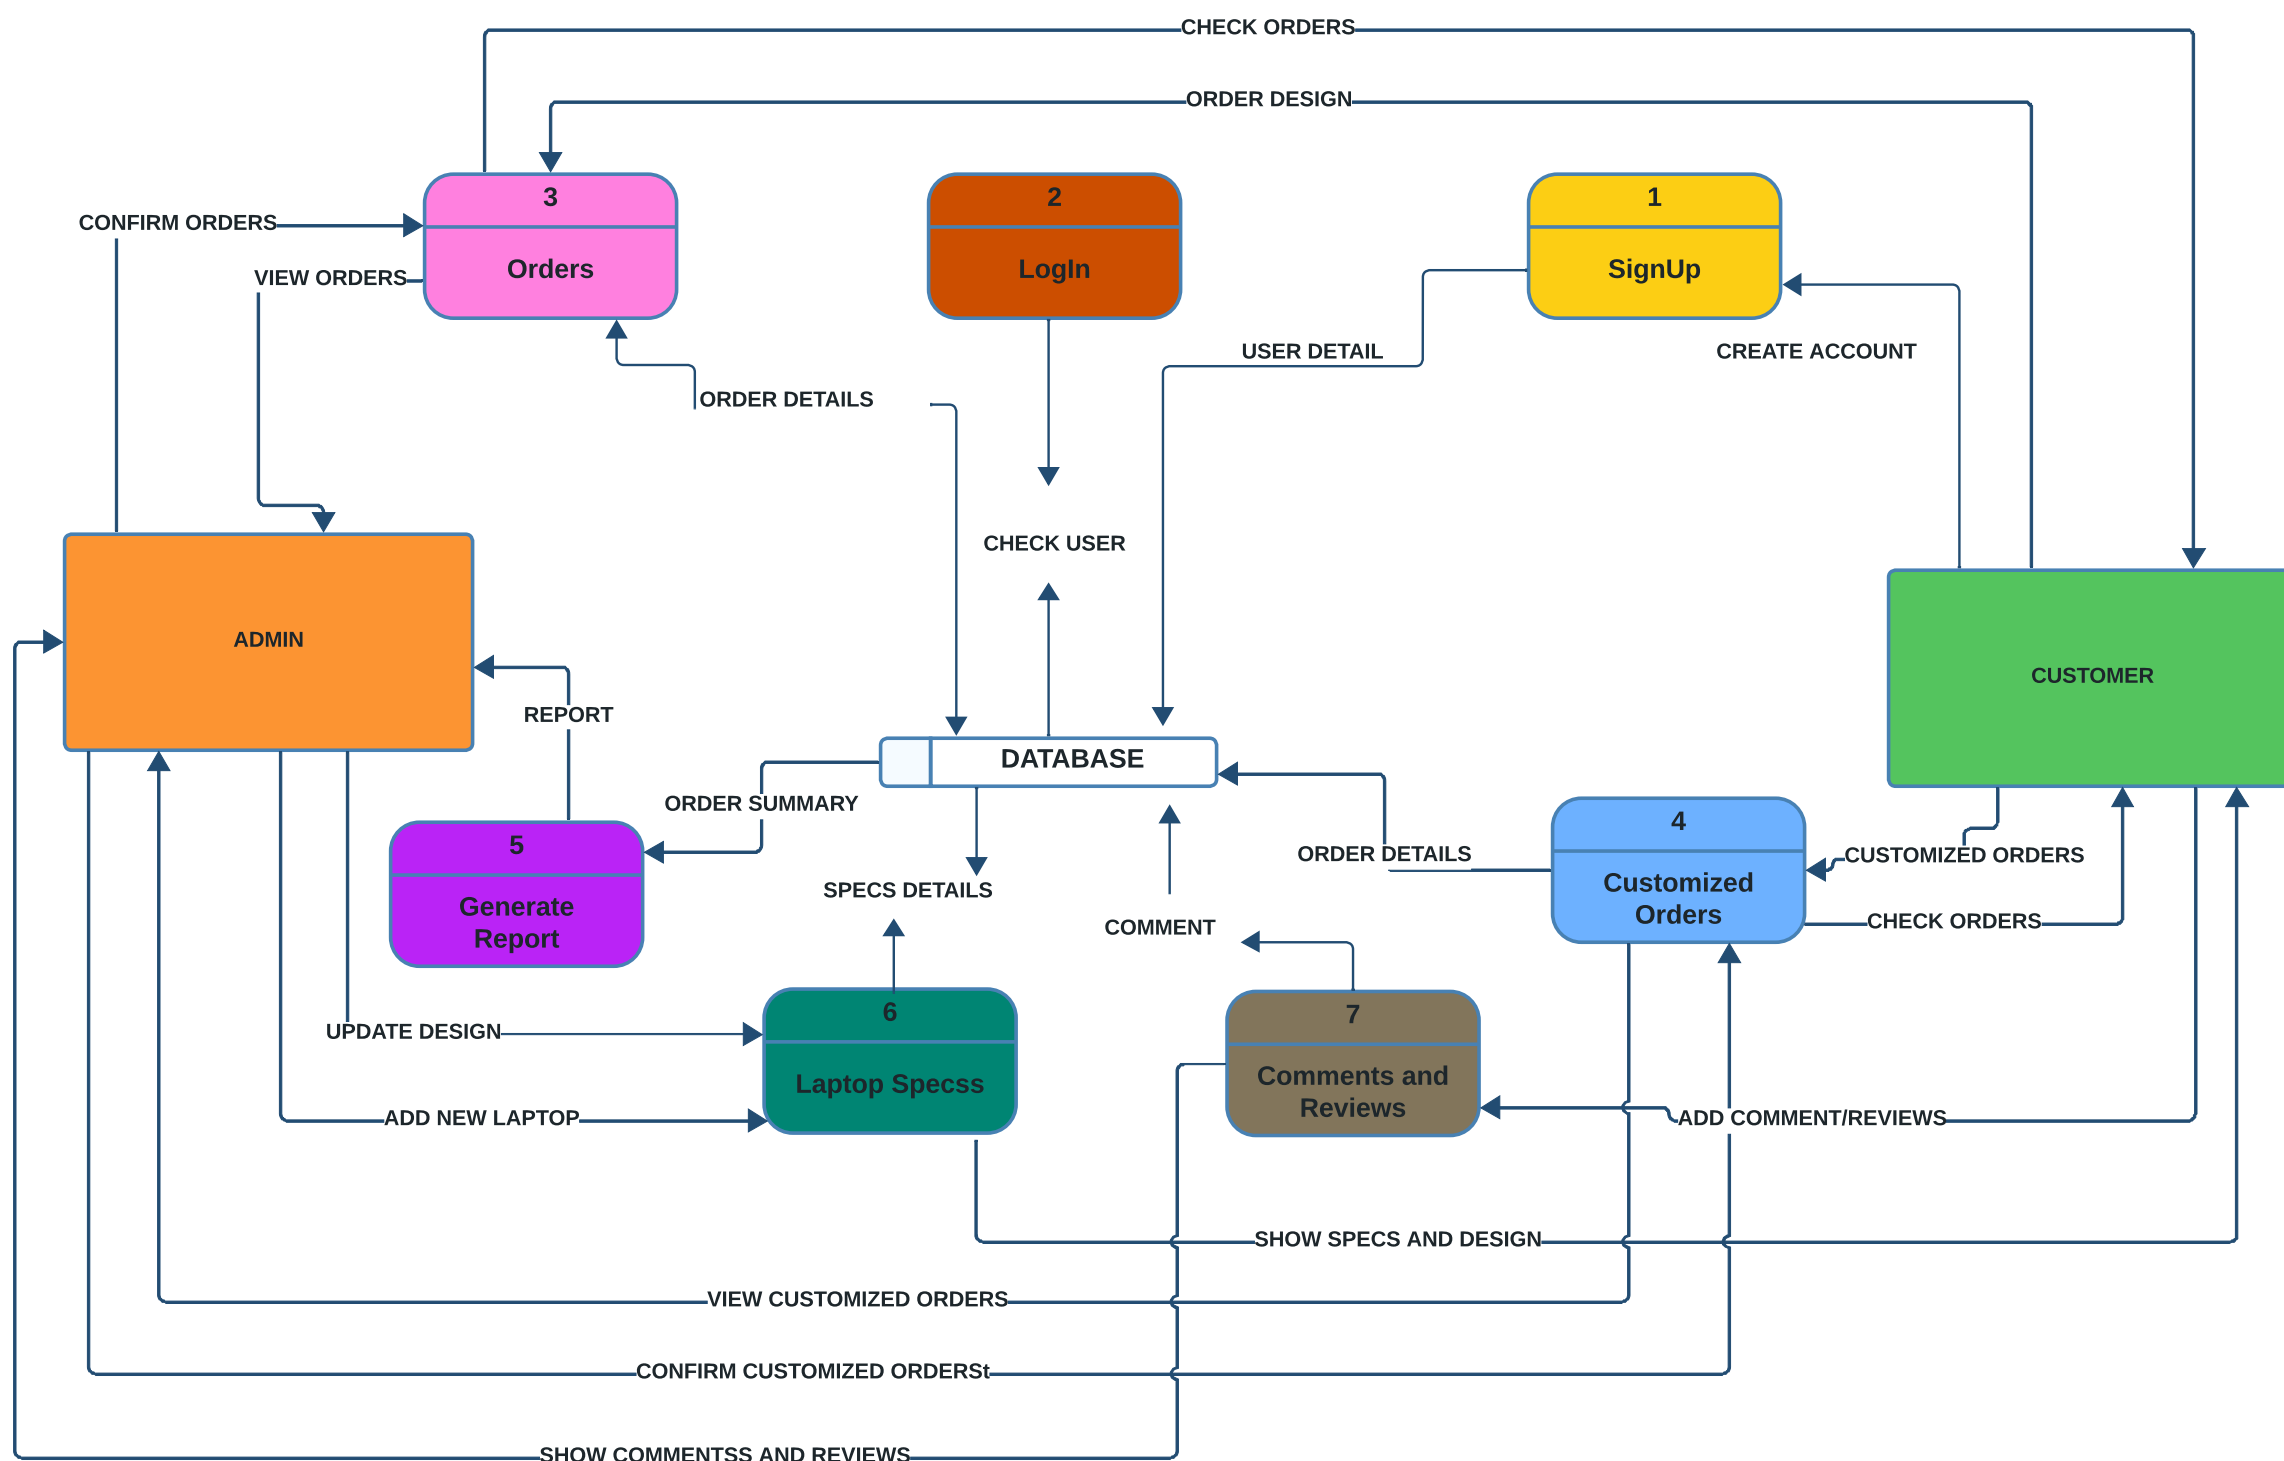 CHECK ORDERS
ORDER DESIGN
3
Orders
2
LogIn
1
SignUp
CONFIRM ORDERS
VIEW ORDERS
USER DETAIL
CREATE ACCOUNT
ORDER DETAILS
CHECK USER
ADMIN
CUSTOMER
REPORT
DATABASE
ORDER SUMMARY
4
Customized
Orders
5
Generate
Report
ORDER DETAILS
CUSTOMIZED ORDERS
SPECS DETAILS
COMMENT
CHECK ORDERS
6
Laptop Specss
7
Comments and
Reviews
UPDATE DESIGN
ADD NEW LAPTOP
ADD COMMENT/REVIEWS
SHOW SPECS AND DESIGN
VIEW CUSTOMIZED ORDERS
CONFIRM CUSTOMIZED ORDERSt
SHOW COMMENTSS AND REVIEWS